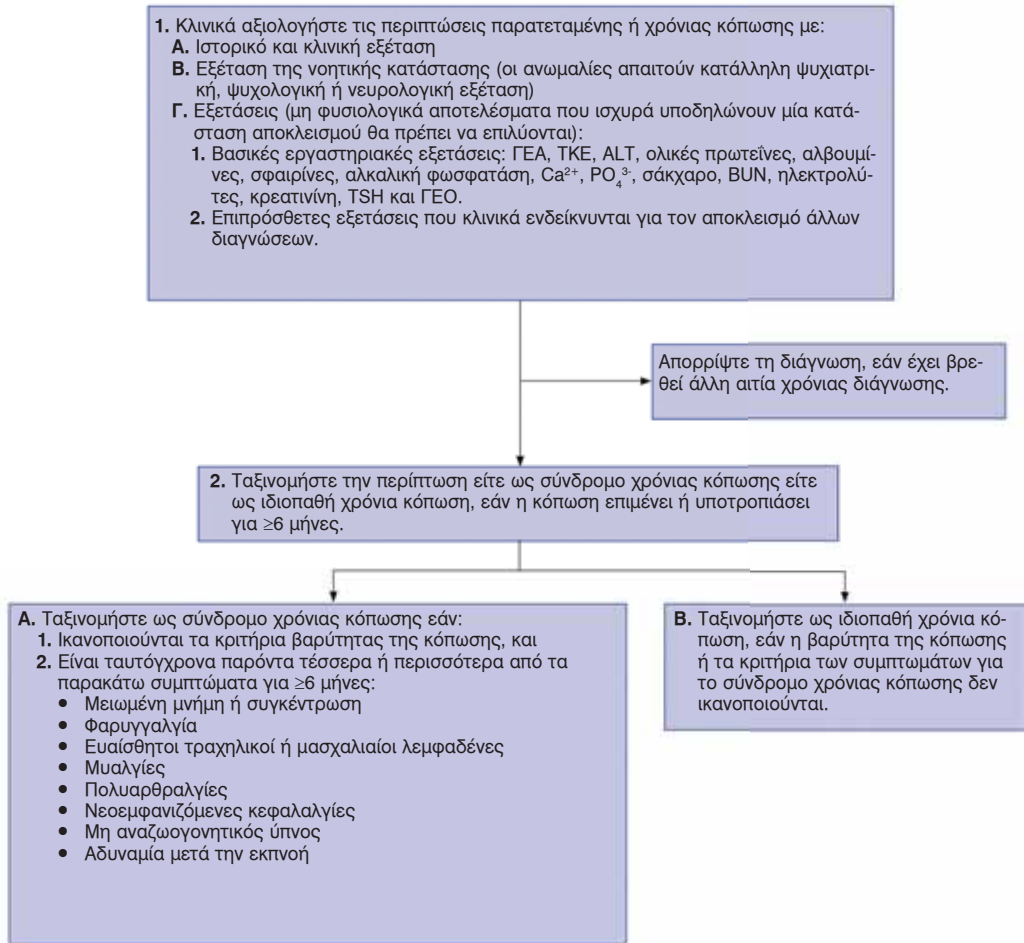 1. Κλινικά αξιολογήστε τις περιπτώσεις παρατεταμένης ή χρόνιας κόπωσης με:
Α. Ιστορικό και κλινική εξέταση
Β. Εξέταση της νοητικής κατάστασης (οι ανωμαλίες απαιτούν κατάλληλη ψυχιατρι-
κή, ψυχολογική ή νευρολογική εξέταση)
Γ. Εξετάσεις (μη φυσιολογικά αποτελέσματα που ισχυρά υποδηλώνουν μία κατά-
σταση αποκλεισμού θα πρέπει να επιλύονται):
1. Βασικές εργαστηριακές εξετάσεις: ΓΕΑ, ΤΚΕ, ALT, ολικές πρωτεΐνες, αλβουμί-
νες, σφαιρίνες, αλκαλική φωσφατάση, Ca²⁺, PO₄³⁻, σάκχαρο, BUN, ηλεκτρολύ-
τες, κρεατινίνη, TSH και ΓΕΟ.
2. Επιπρόσθετες εξετάσεις που κλινικά ενδείκνυνται για τον αποκλεισμό άλλων
διαγνώσεων.
Απορρίψτε τη διάγνωση, εάν έχει βρε-
θεί άλλη αιτία χρόνιας διάγνωσης.
2. Ταξινομήστε την περίπτωση είτε ως σύνδρομο χρόνιας κόπωσης είτε
ως ιδιοπαθή χρόνια κόπωση, εάν η κόπωση επιμένει ή υποτροπιάσει
για ≥6 μήνες.
Α. Ταξινομήστε ως σύνδρομο χρόνιας κόπωσης εάν:
1. Ικανοποιούνται τα κριτήρια βαρύτητας της κόπωσης, και
2. Είναι ταυτόγχρονα παρόντα τέσσερα ή περισσότερα από τα
παρακάτω συμπτώματα για ≥6 μήνες:
• Μειωμένη μνήμη ή συγκέντρωση
• Φαρυγγαλγία
• Ευαίσθητοι τραχηλικοί ή μασχαλιαίοι λεμφαδένες
• Μυαλγίες
• Πολυαρθραλγίες
• Νεοεμφανιζόμενες κεφαλαλγίες
• Μη αναζωογονητικός ύπνος
• Αδυναμία μετά την εκπνοή
Β. Ταξινομήστε ως ιδιοπαθή χρόνια κό-
πωση, εάν η βαρύτητα της κόπωσης
ή τα κριτήρια των συμπτωμάτων για
το σύνδρομο χρόνιας κόπωσης δεν
ικανοποιούνται.